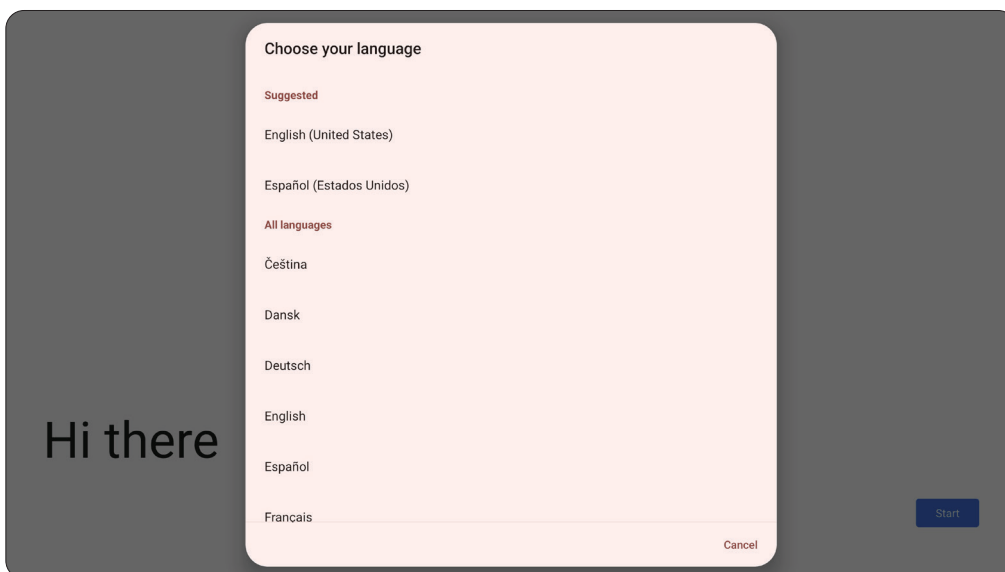 Choose your language
Suggested
English (United States)
Español (Estados Unidos)
All languages
Čeština
Dansk
Deutsch
English
Español
Français
Cancel
Hi there
Start